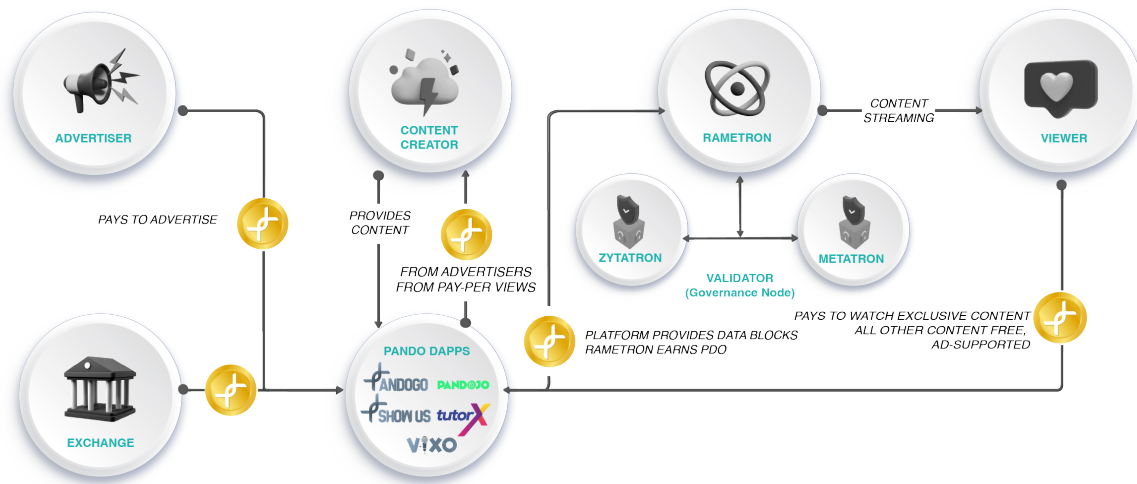 ADVERTISER
CONTENT
CREATOR
RAMETRON
CONTENT
STREAMING
VIEWER
PAYS TO ADVERTISE
PROVIDES
CONTENT
FROM ADVERTISERS
FROM PAY-PER VIEWS
ZYTATRON
METATRON
VALIDATOR
(Governance Node)
PLATFORM PROVIDES DATA BLOCKS
RAMETRON EARNS PDO
PAYS TO WATCH EXCLUSIVE CONTENT
ALL OTHER CONTENT FREE,
AD-SUPPORTED
EXCHANGE
PANDO DAPPS
PANDOGO PANDOJO
SHOW US tutorX
VIXO